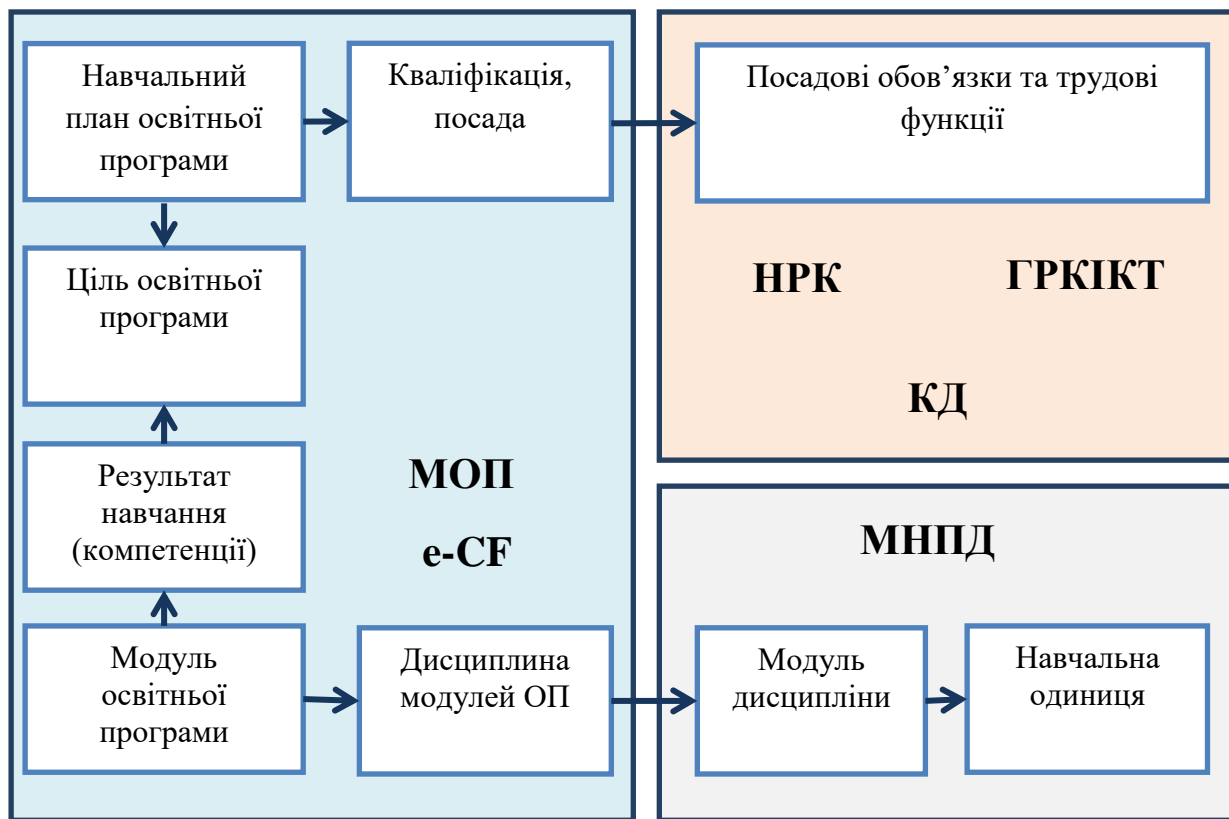 Навчальний
план освітньої
програми
Кваліфікація,
посада
Посадові обов’язки та трудові
функції
Ціль освітньої
програми
НРК
ГРКІКТ
КД
Результат
навчання
(компетенції)
МОП
e-CF
МНПД
Модуль
освітньої
програми
Дисципліна
модулей ОП
Модуль
дисципліни
Навчальна
одиниця